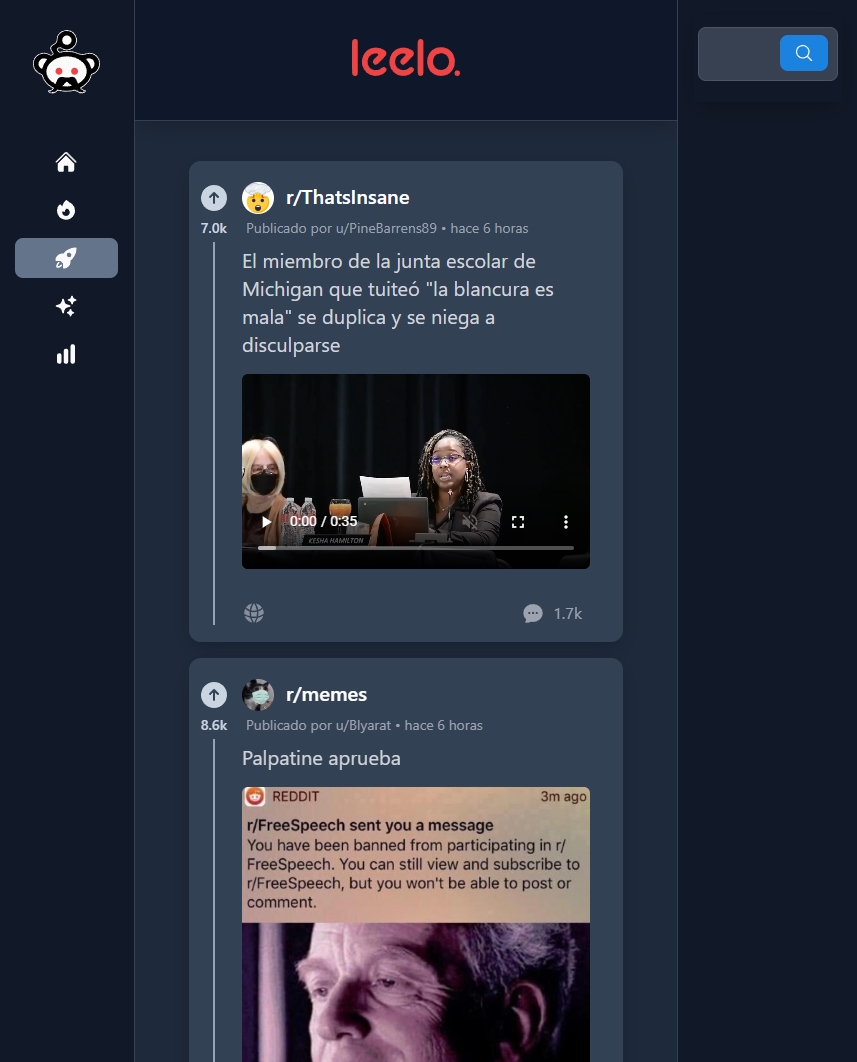 leelo.
r/ThatsInsane
7.0k
Publicado por u/PineBarrens89 • hace 6 horas
El miembro de la junta escolar de
Michigan que tuiteó "la blancura es
mala" se duplica y se niega a
disculparse
0:00 / 0:35
KESHA HAMILTON
1.7k
r/memes
8.6k
Publicado por u/Blyarat • hace 6 horas
Palpatine aprueba
REDDIT 3m ago
r/FreeSpeech sent you a message
You have been banned from participating in r/
FreeSpeech. You can still view and subscribe to
r/FreeSpeech, but you won't be able to post or
comment.